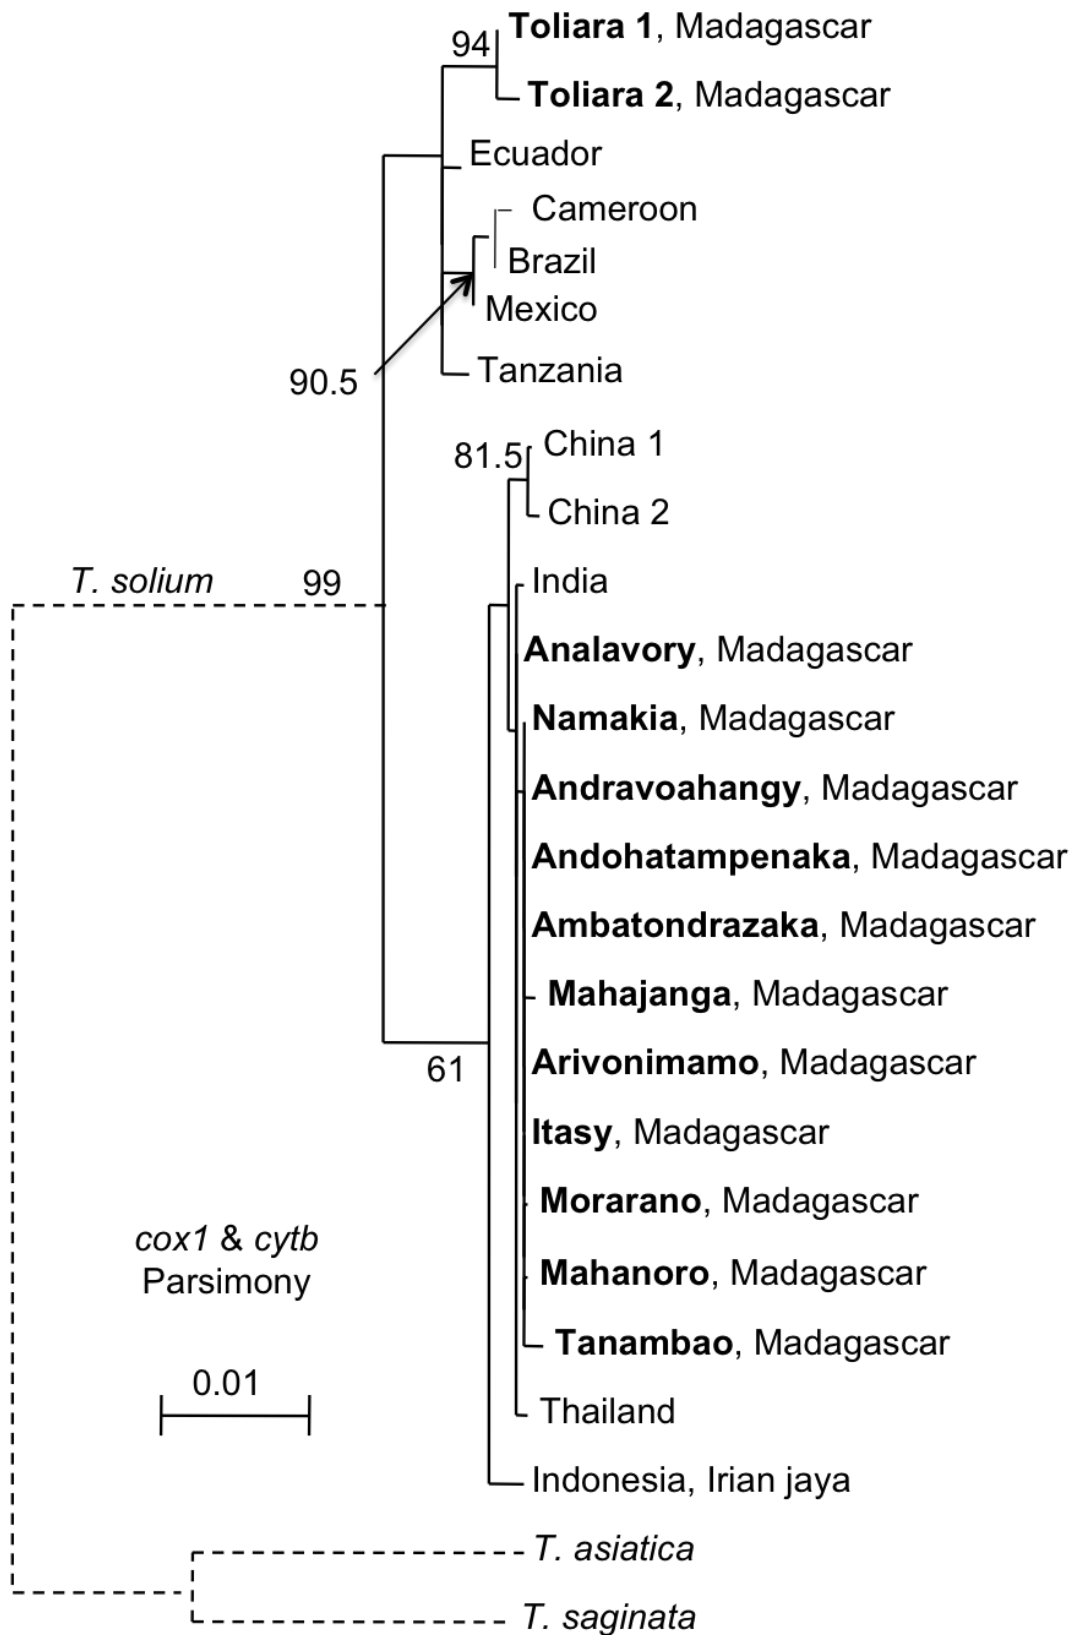 Toliara 1, Madagascar
94
Toliara 2, Madagascar
Ecuador
Cameroon
Brazil
Mexico
Tanzania
90.5
China 1
81.5
China 2
T. solium 99
India
Analavory, Madagascar
Namakia, Madagascar
Andravoahangy, Madagascar
Andohatampenaka, Madagascar
Ambatondrazaka, Madagascar
Mahajanga, Madagascar
Arivonimamo, Madagascar
61
Itasy, Madagascar
Morarano, Madagascar
cox1 & cytb
Parsimony
Mahanoro, Madagascar
Tanambao, Madagascar
0.01
Thailand
Indonesia, Irian jaya
T. asiatica
T. saginata